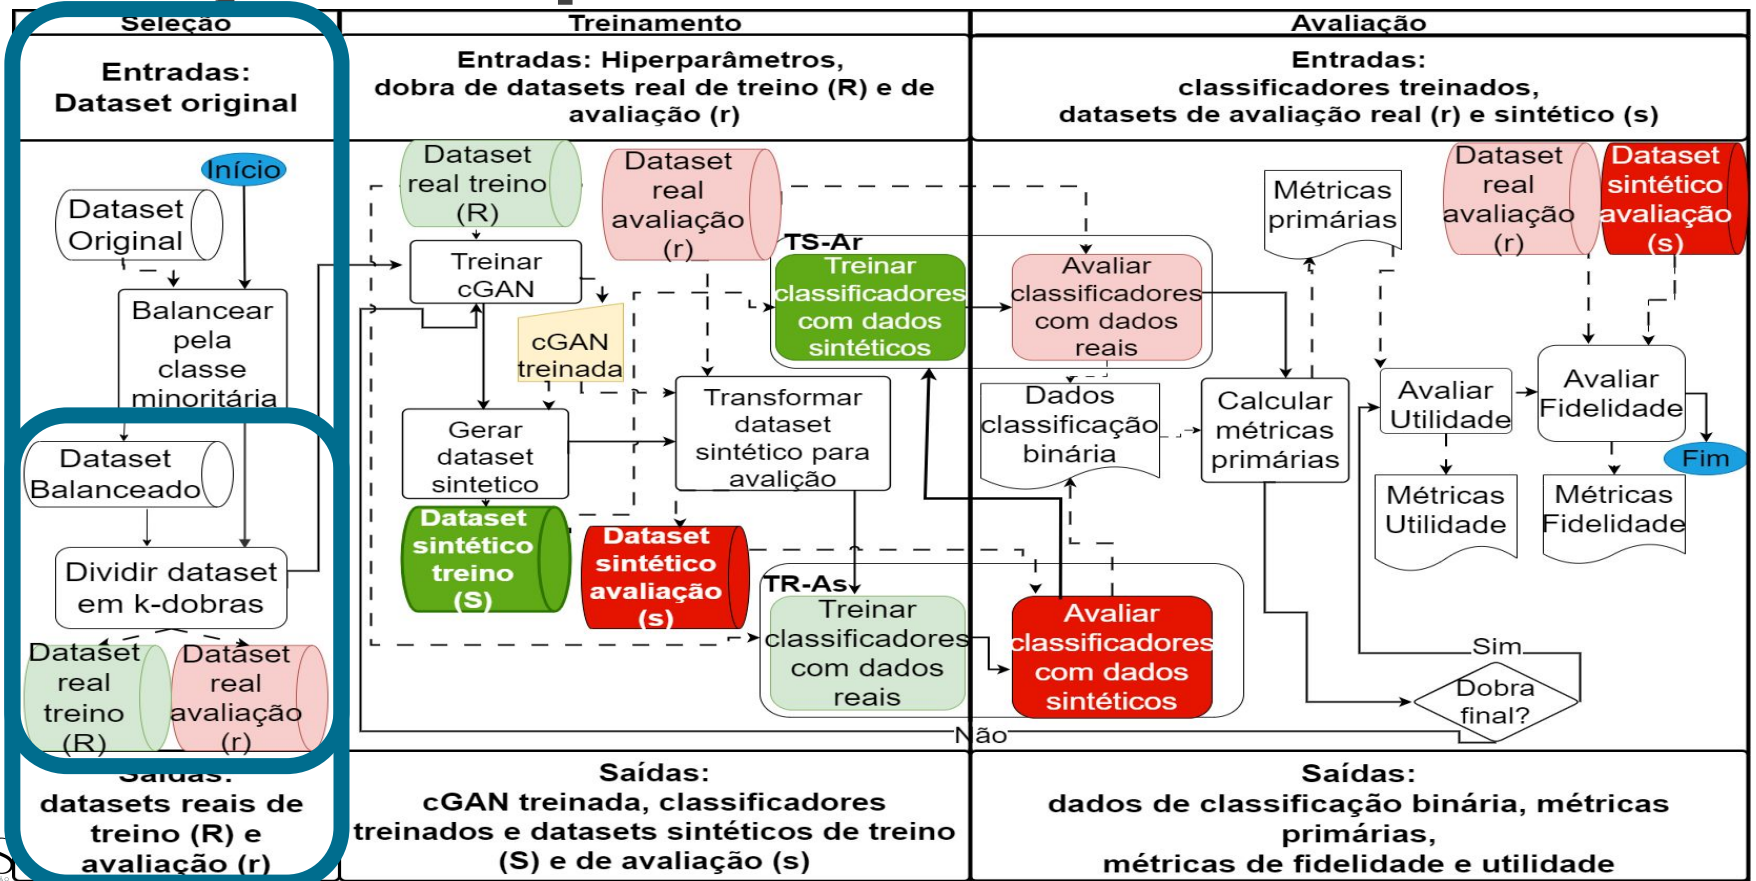 Seleção
Entradas:
Dataset original
Início
Dataset
Original
Balancear
pela
classe
minoritária
Dataset
Balanceado
Dividir dataset
em k-dobras
Dataset
real
treino
(R)
Dataset
real
avaliação
(r)
Saídas:
datasets reais de
treino (R) e
avaliação (r)
Treinamento
Entradas: Hiperparâmetros,
dobra de datasets real de treino (R) e de
avaliação (r)
Dataset
real treino
(R)
Dataset
real
avaliação
(r)
Treinar
cGAN
cGAN
treinada
Gerar
dataset
sintetico
Transformar
dataset
sintético para
avalição
Dataset
sintético
treino
(S)
Dataset
sintético
avaliação
(s)
TS-Ar
Treinar
classificadores
com dados
sintéticos
Avaliar
classificadores
com dados
reais
TR-As
Treinar
classificadores
com dados
reais
Avaliar
classificadores
com dados
sintéticos
Não
Saídas:
cGAN treinada, classificadores
treinados e datasets sintéticos de treino
(S) e de avaliação (s)
Avaliação
Entradas:
classificadores treinados,
datasets de avaliação real (r) e sintético (s)
Métricas
primárias
Dataset
real
avaliação
(r)
Dataset
sintético
avaliação
(s)
Dados
classificação
binária
Calcular
métricas
primárias
Avaliar
Utilidade
Avaliar
Fidelidade
Fim
Métricas
Utilidade
Métricas
Fidelidade
Sim
Dobra
final?
Saídas:
dados de classificação binária, métricas
primárias,
métricas de fidelidade e utilidade